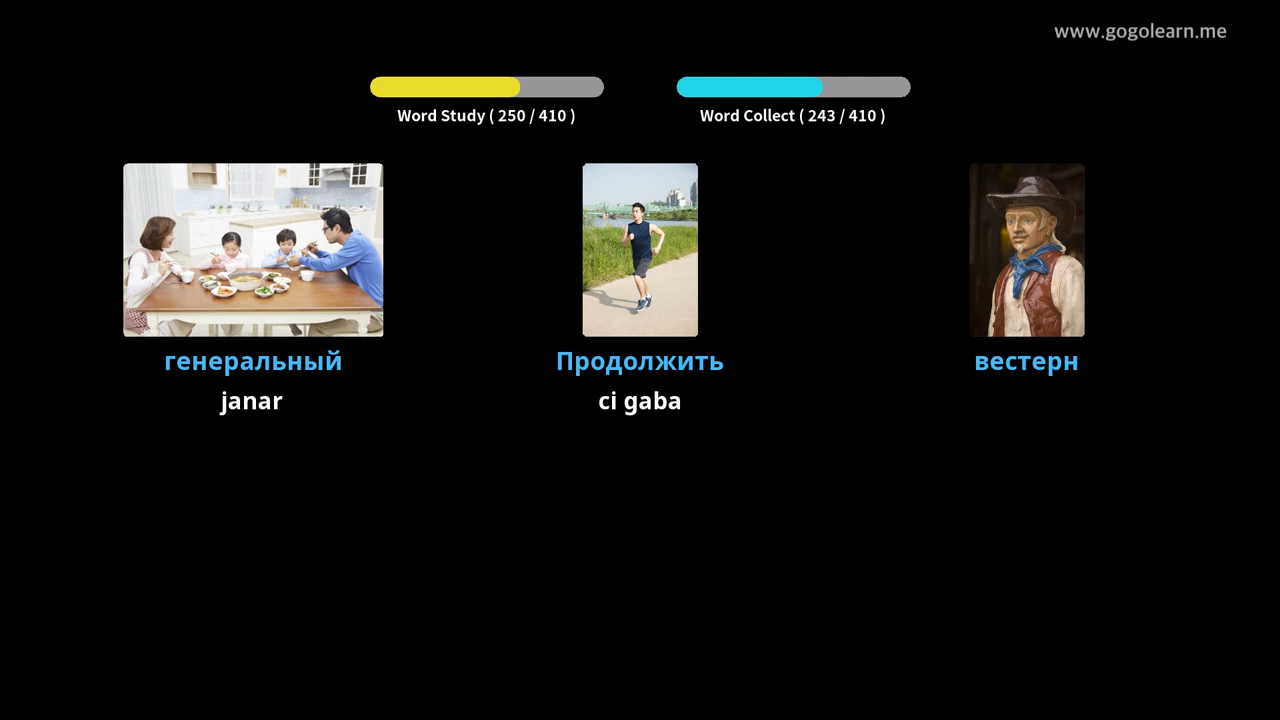 www.gogolearn.me
Word Study ( 250 / 410 )
Word Collect ( 243 / 410 )
генеральный
Продолжить
вестерн
janar
ci gaba